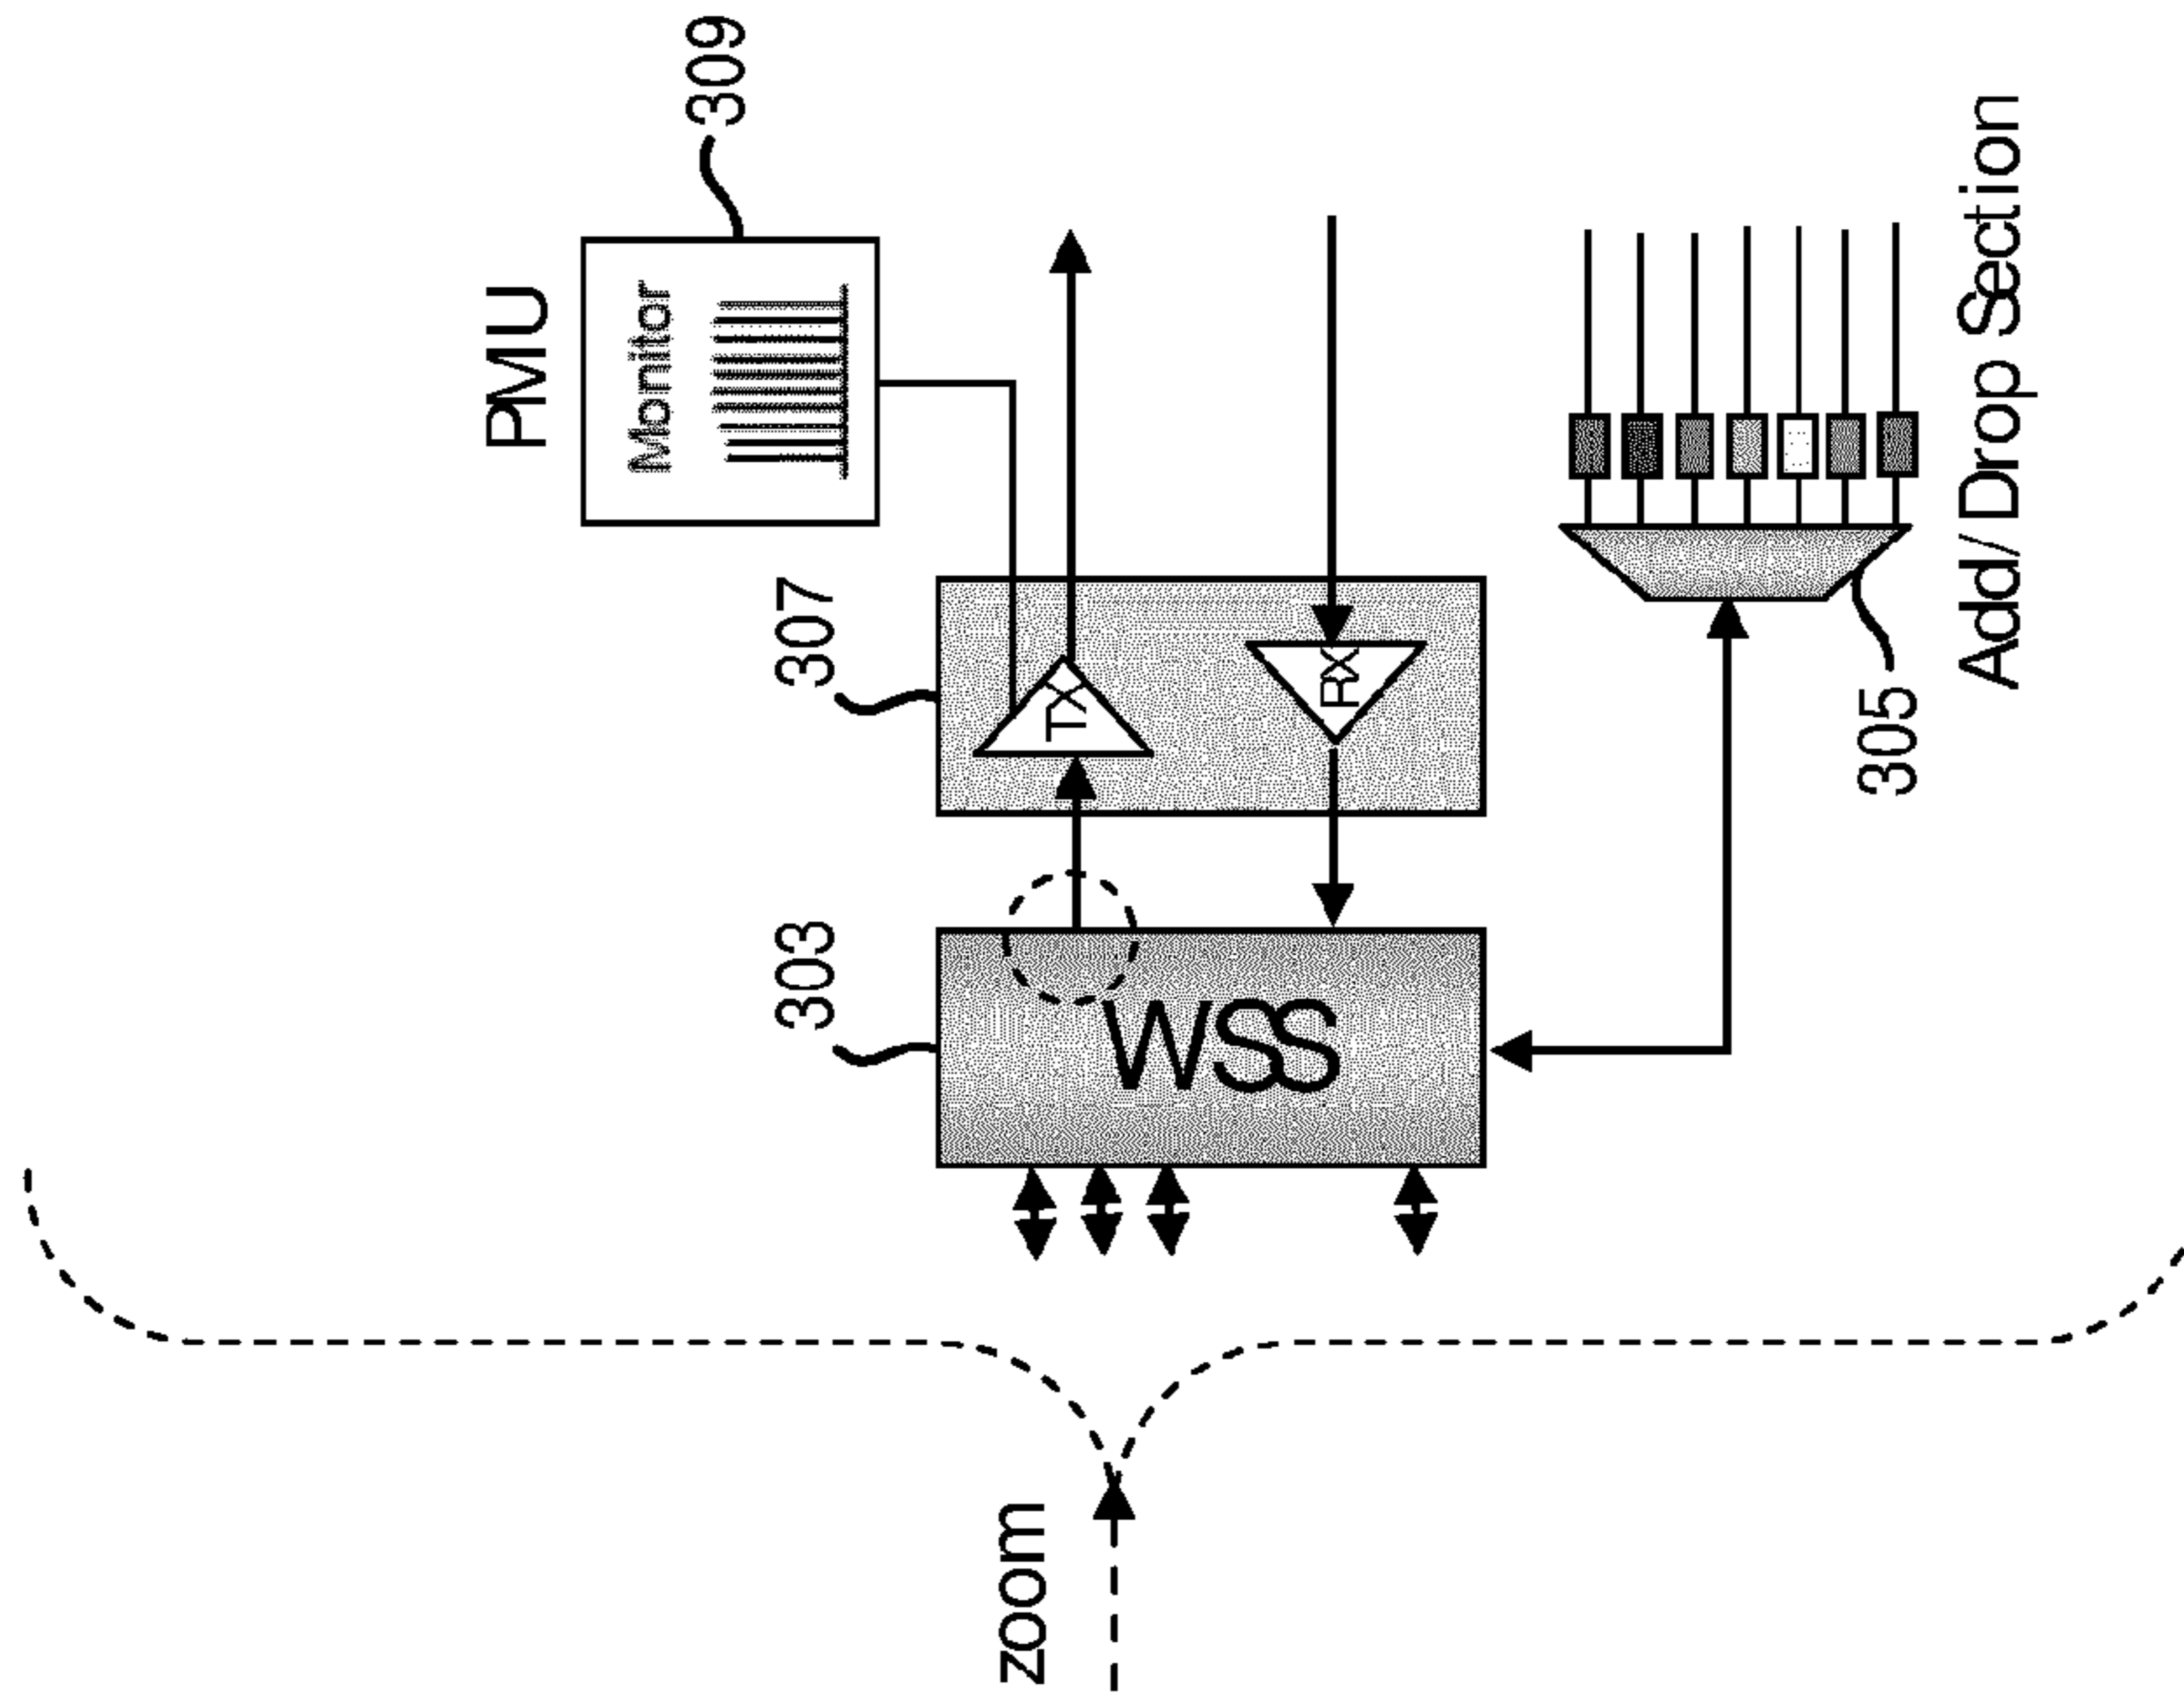 zoom
303
WSS
307
TX
RX
PMU
Monitor
309
305
Add/Drop Section